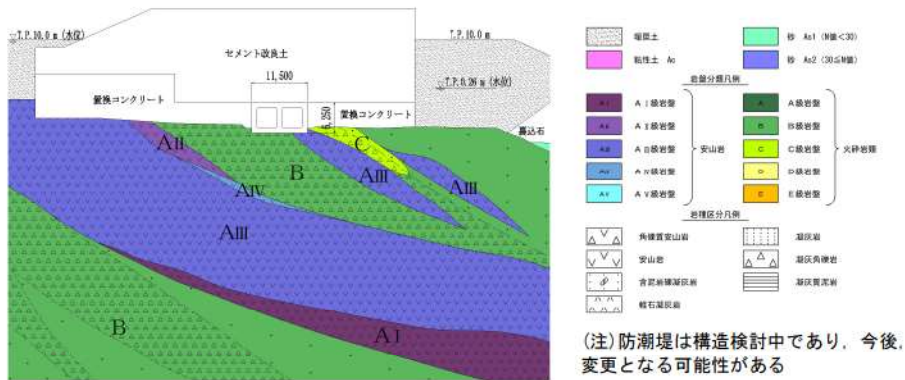 T.P.10.0 m (水位)
T.P.10.0 m
セメント改良土
11,500
T.P.0.26 m (水位)
置換コンクリート
6,250
置換コンクリート
AII
C
B
AIII
AIII
AIV
AIII
B
AI
埋戻土
砂 As1 (N値<30)
粘性土 Ac
砂 As2 (30≦N値)
岩盤分類凡例
AI級岩盤
A A級岩盤
AII級岩盤
B B級岩盤
AIII級岩盤
安山岩
C C級岩盤
火砕岩類
AIV級岩盤
D D級岩盤
AV級岩盤
E E級岩盤
岩種区分凡例
角礫質安山岩
凝灰岩
安山岩
凝灰角礫岩
含泥岩礫凝灰岩
凝灰質泥岩
軽石凝灰岩
(注)防潮堤は構造検討中であり、今後,
変更となる可能性がある